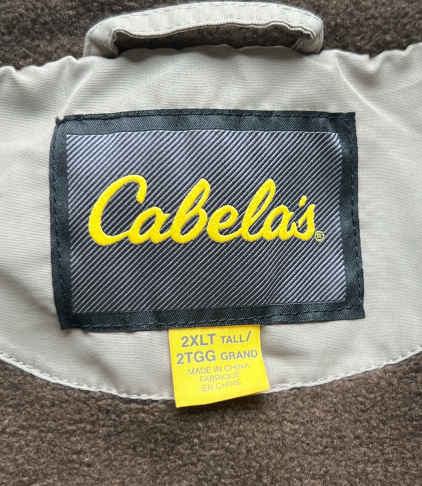 Cabela's®
2XLT TALL/
2TGG GRAND
MADE IN CHINA
FABRIQUÉ
EN CHINE